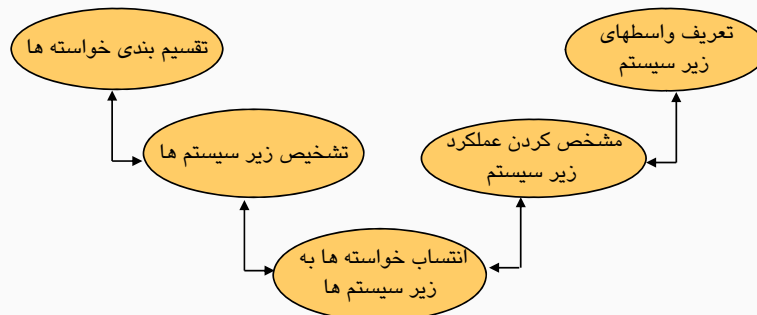 تقسیم بندی خواسته ها
تشخیص زیر سیستم ها
انتساب خواسته ها به
زیر سیستم ها
مشخص کردن عملکرد
زیر سیستم
تعریف واسطهای
زیر سیستم